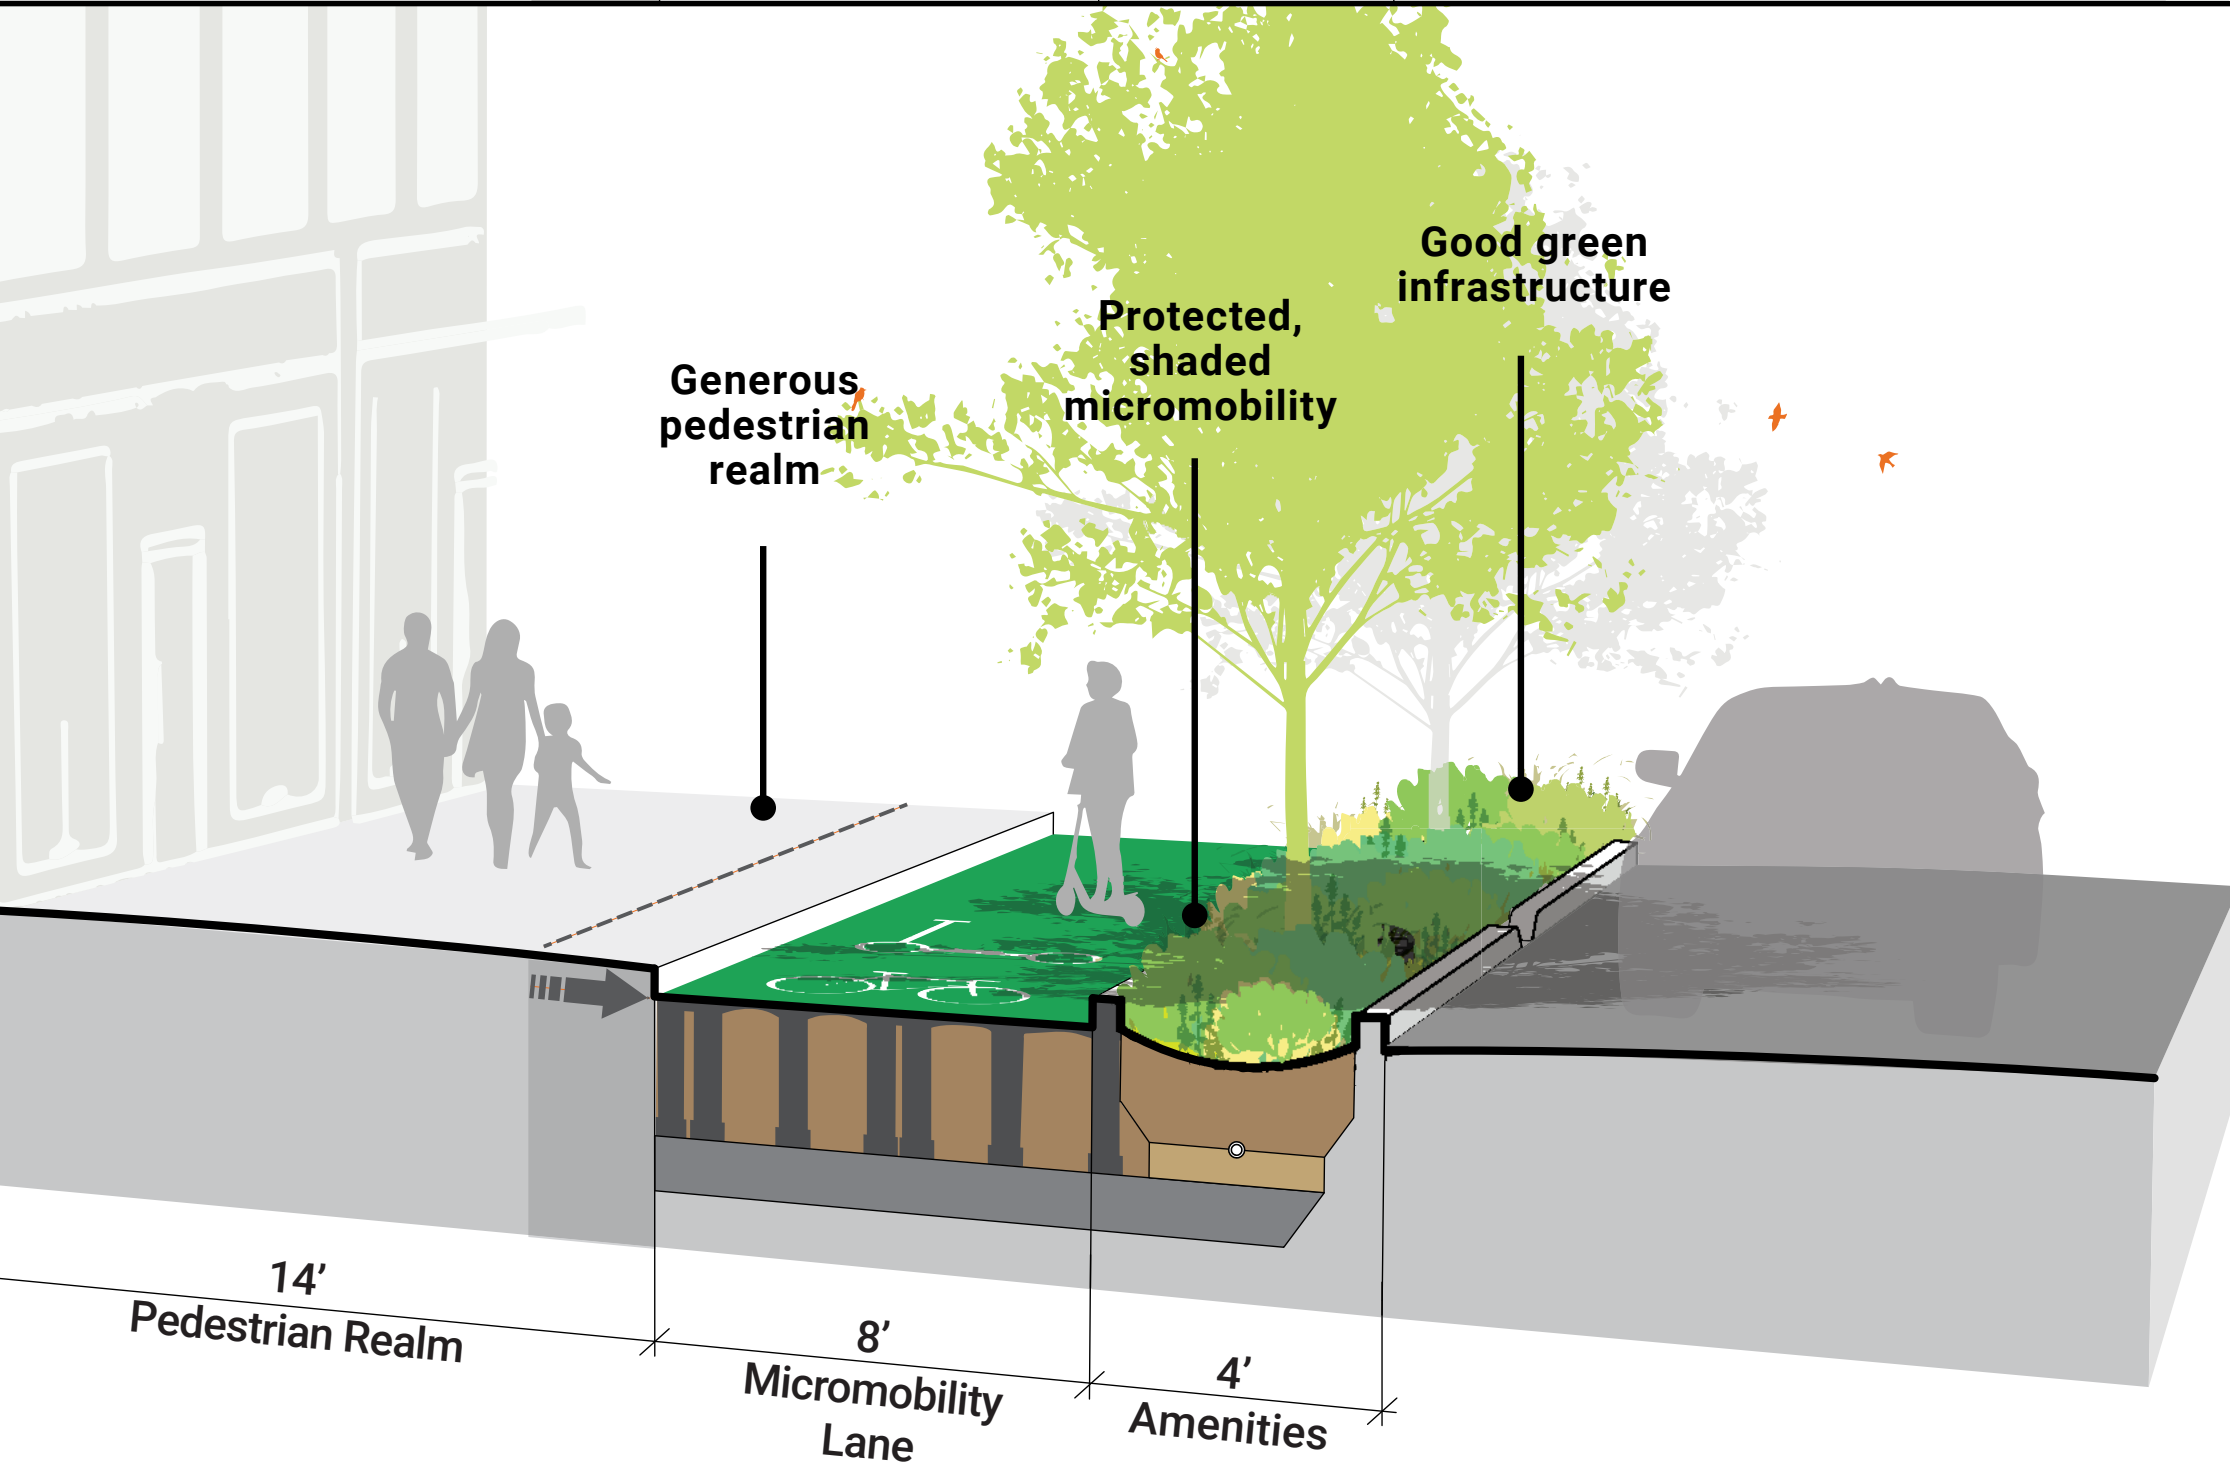 Good green
infrastructure
Protected,
shaded
micromobility
Generous
pedestrian
realm
14’
Pedestrian Realm
8’
Micromobility
Lane
4’
Amenities